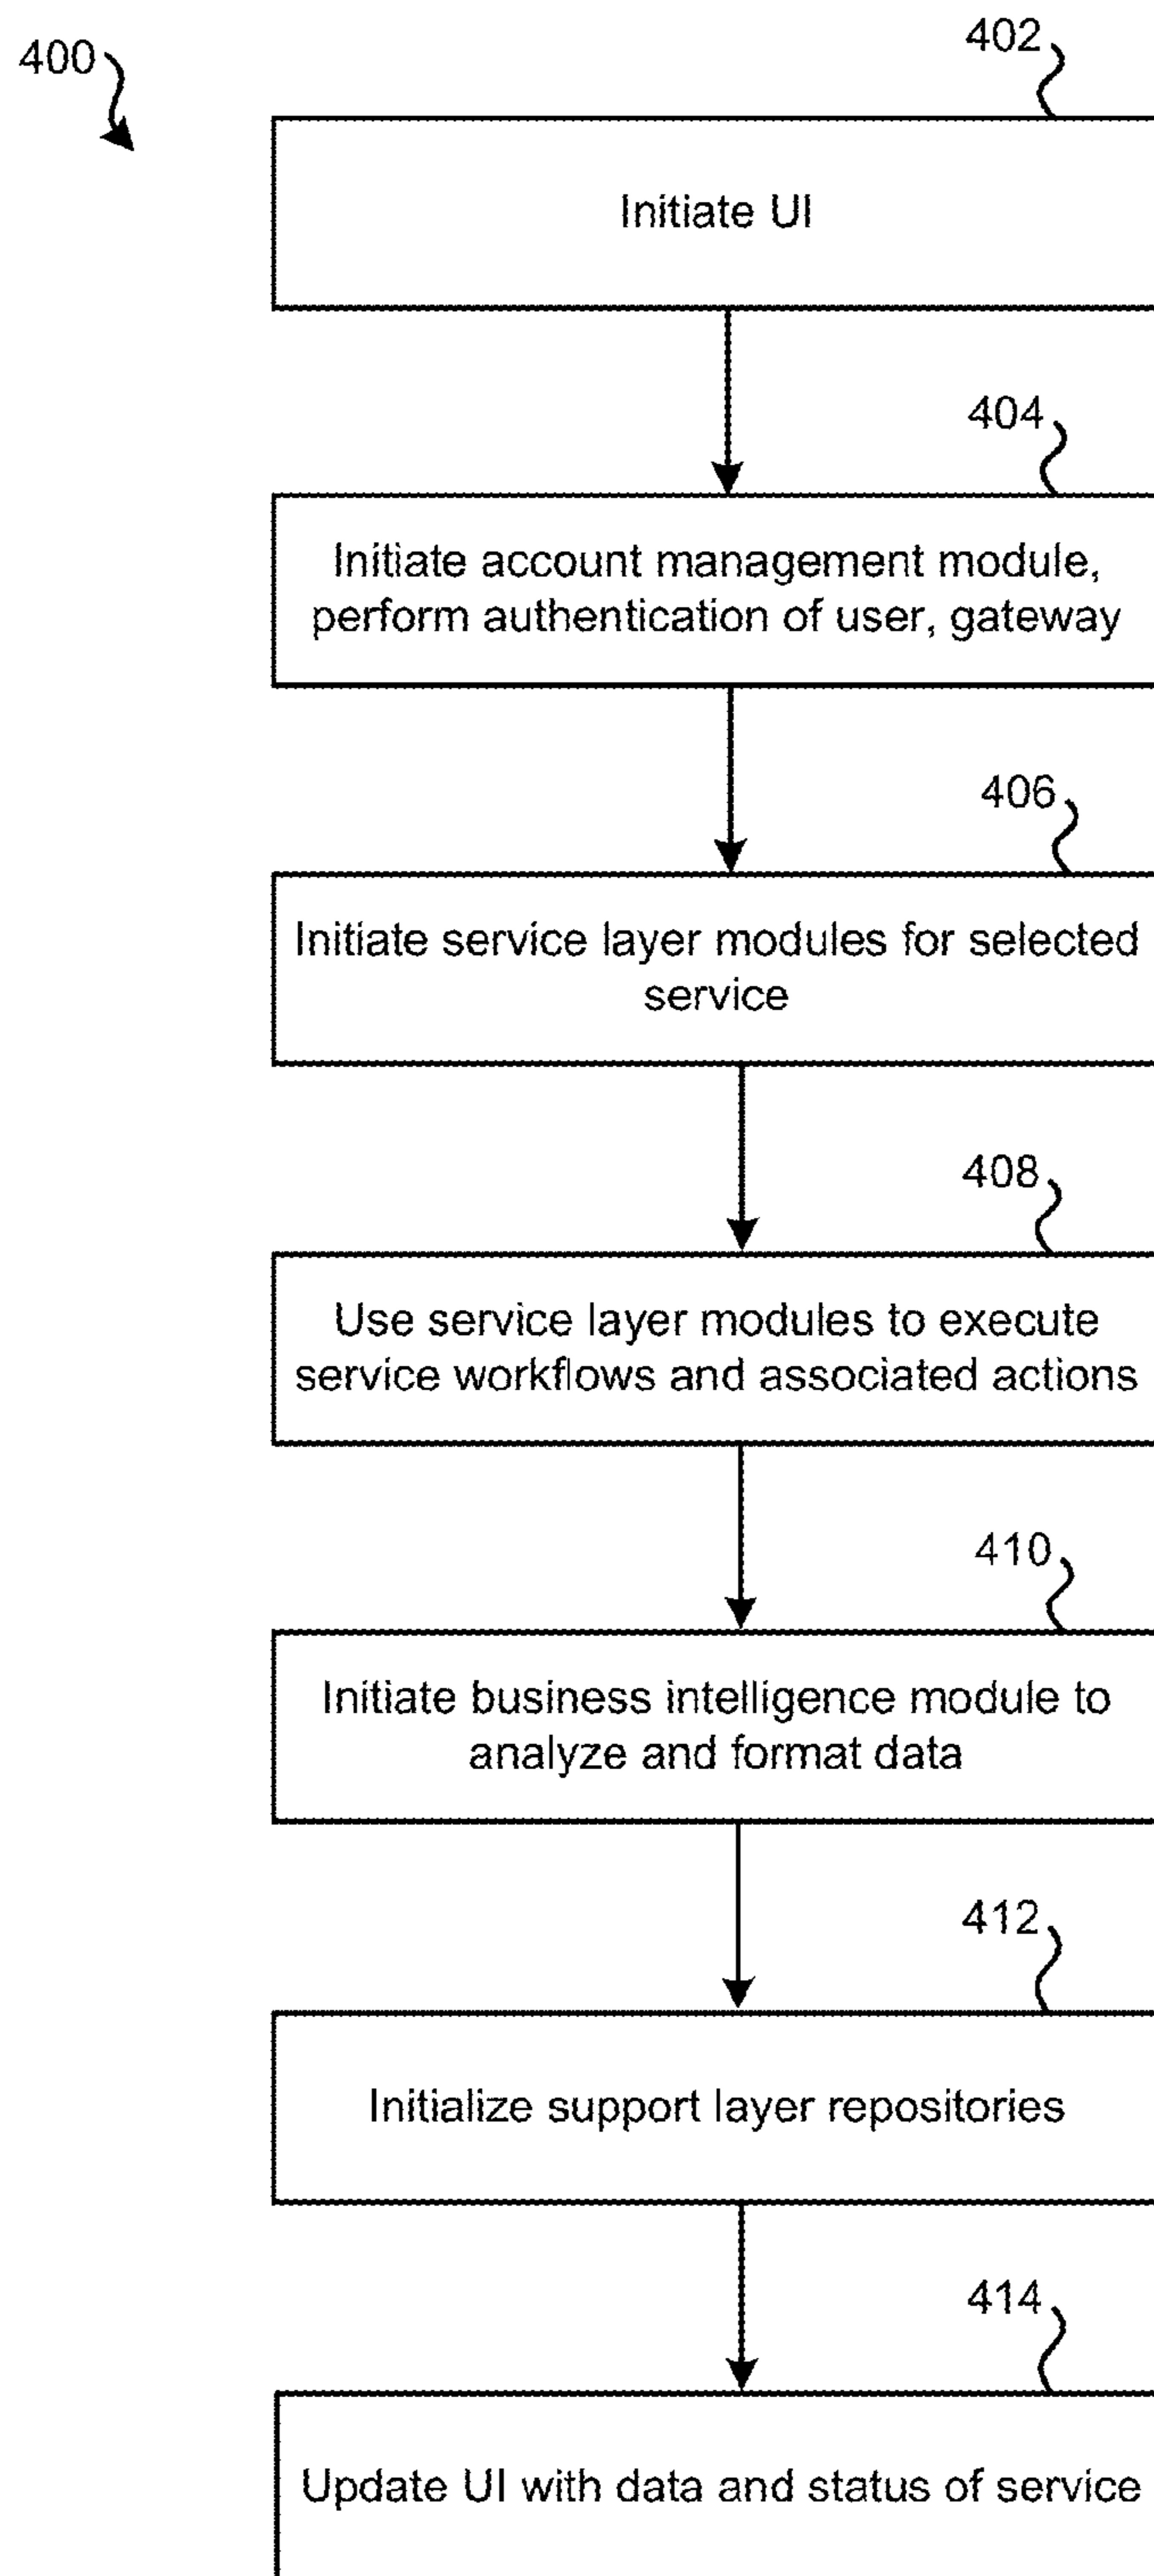 400
402
Initiate UI
404
Initiate account management module,
perform authentication of user, gateway
406
Initiate service layer modules for selected
service
408
Use service layer modules to execute
service workflows and associated actions
410
Initiate business intelligence module to
analyze and format data
412
Initialize support layer repositories
414
Update UI with data and status of service